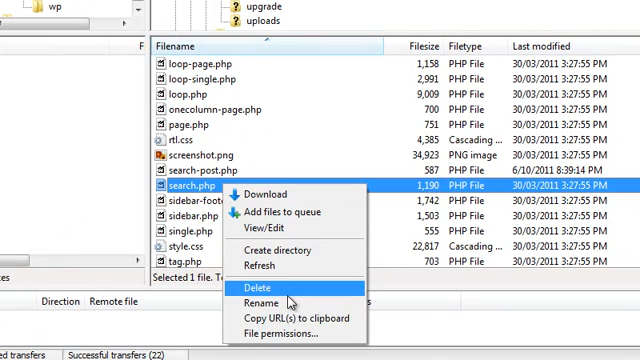 wp
upgrade
uploads
F
Filename Filesize Filetype Last modified
loop-page.php 1,158 PHP File 30/03/2011 3:27:55 PM
loop-single.php 2,991 PHP File 30/03/2011 3:27:55 PM
loop.php 9,009 PHP File 30/03/2011 3:27:55 PM
onecolumn-page.php 700 PHP File 30/03/2011 3:27:55 PM
page.php 751 PHP File 30/03/2011 3:27:55 PM
rtl.css 4,385 Cascading ... 30/03/2011 3:27:55 PM
screenshot.png 34,923 PNG image 30/03/2011 3:27:55 PM
search-post.php 587 PHP File 6/10/2011 8:39:14 PM
search.php 1,190 PHP File 30/03/2011 3:27:55 PM
sidebar-foot 1,742 PHP File 30/03/2011 3:27:55 PM
sidebar.php 1,503 PHP File 30/03/2011 3:27:55 PM
single.php 555 PHP File 30/03/2011 3:27:55 PM
style.css 22,817 Cascading ... 30/03/2011 3:27:55 PM
tag.php 263 PHP File 30/03/2011 3:27:55 PM
Selected 1 file. T
Download
Add files to queue
View/Edit
Create directory
Refresh
Delete
Rename
Copy URL(s) to clipboard
File permissions...
Direction Remote file
Successful transfers (22)